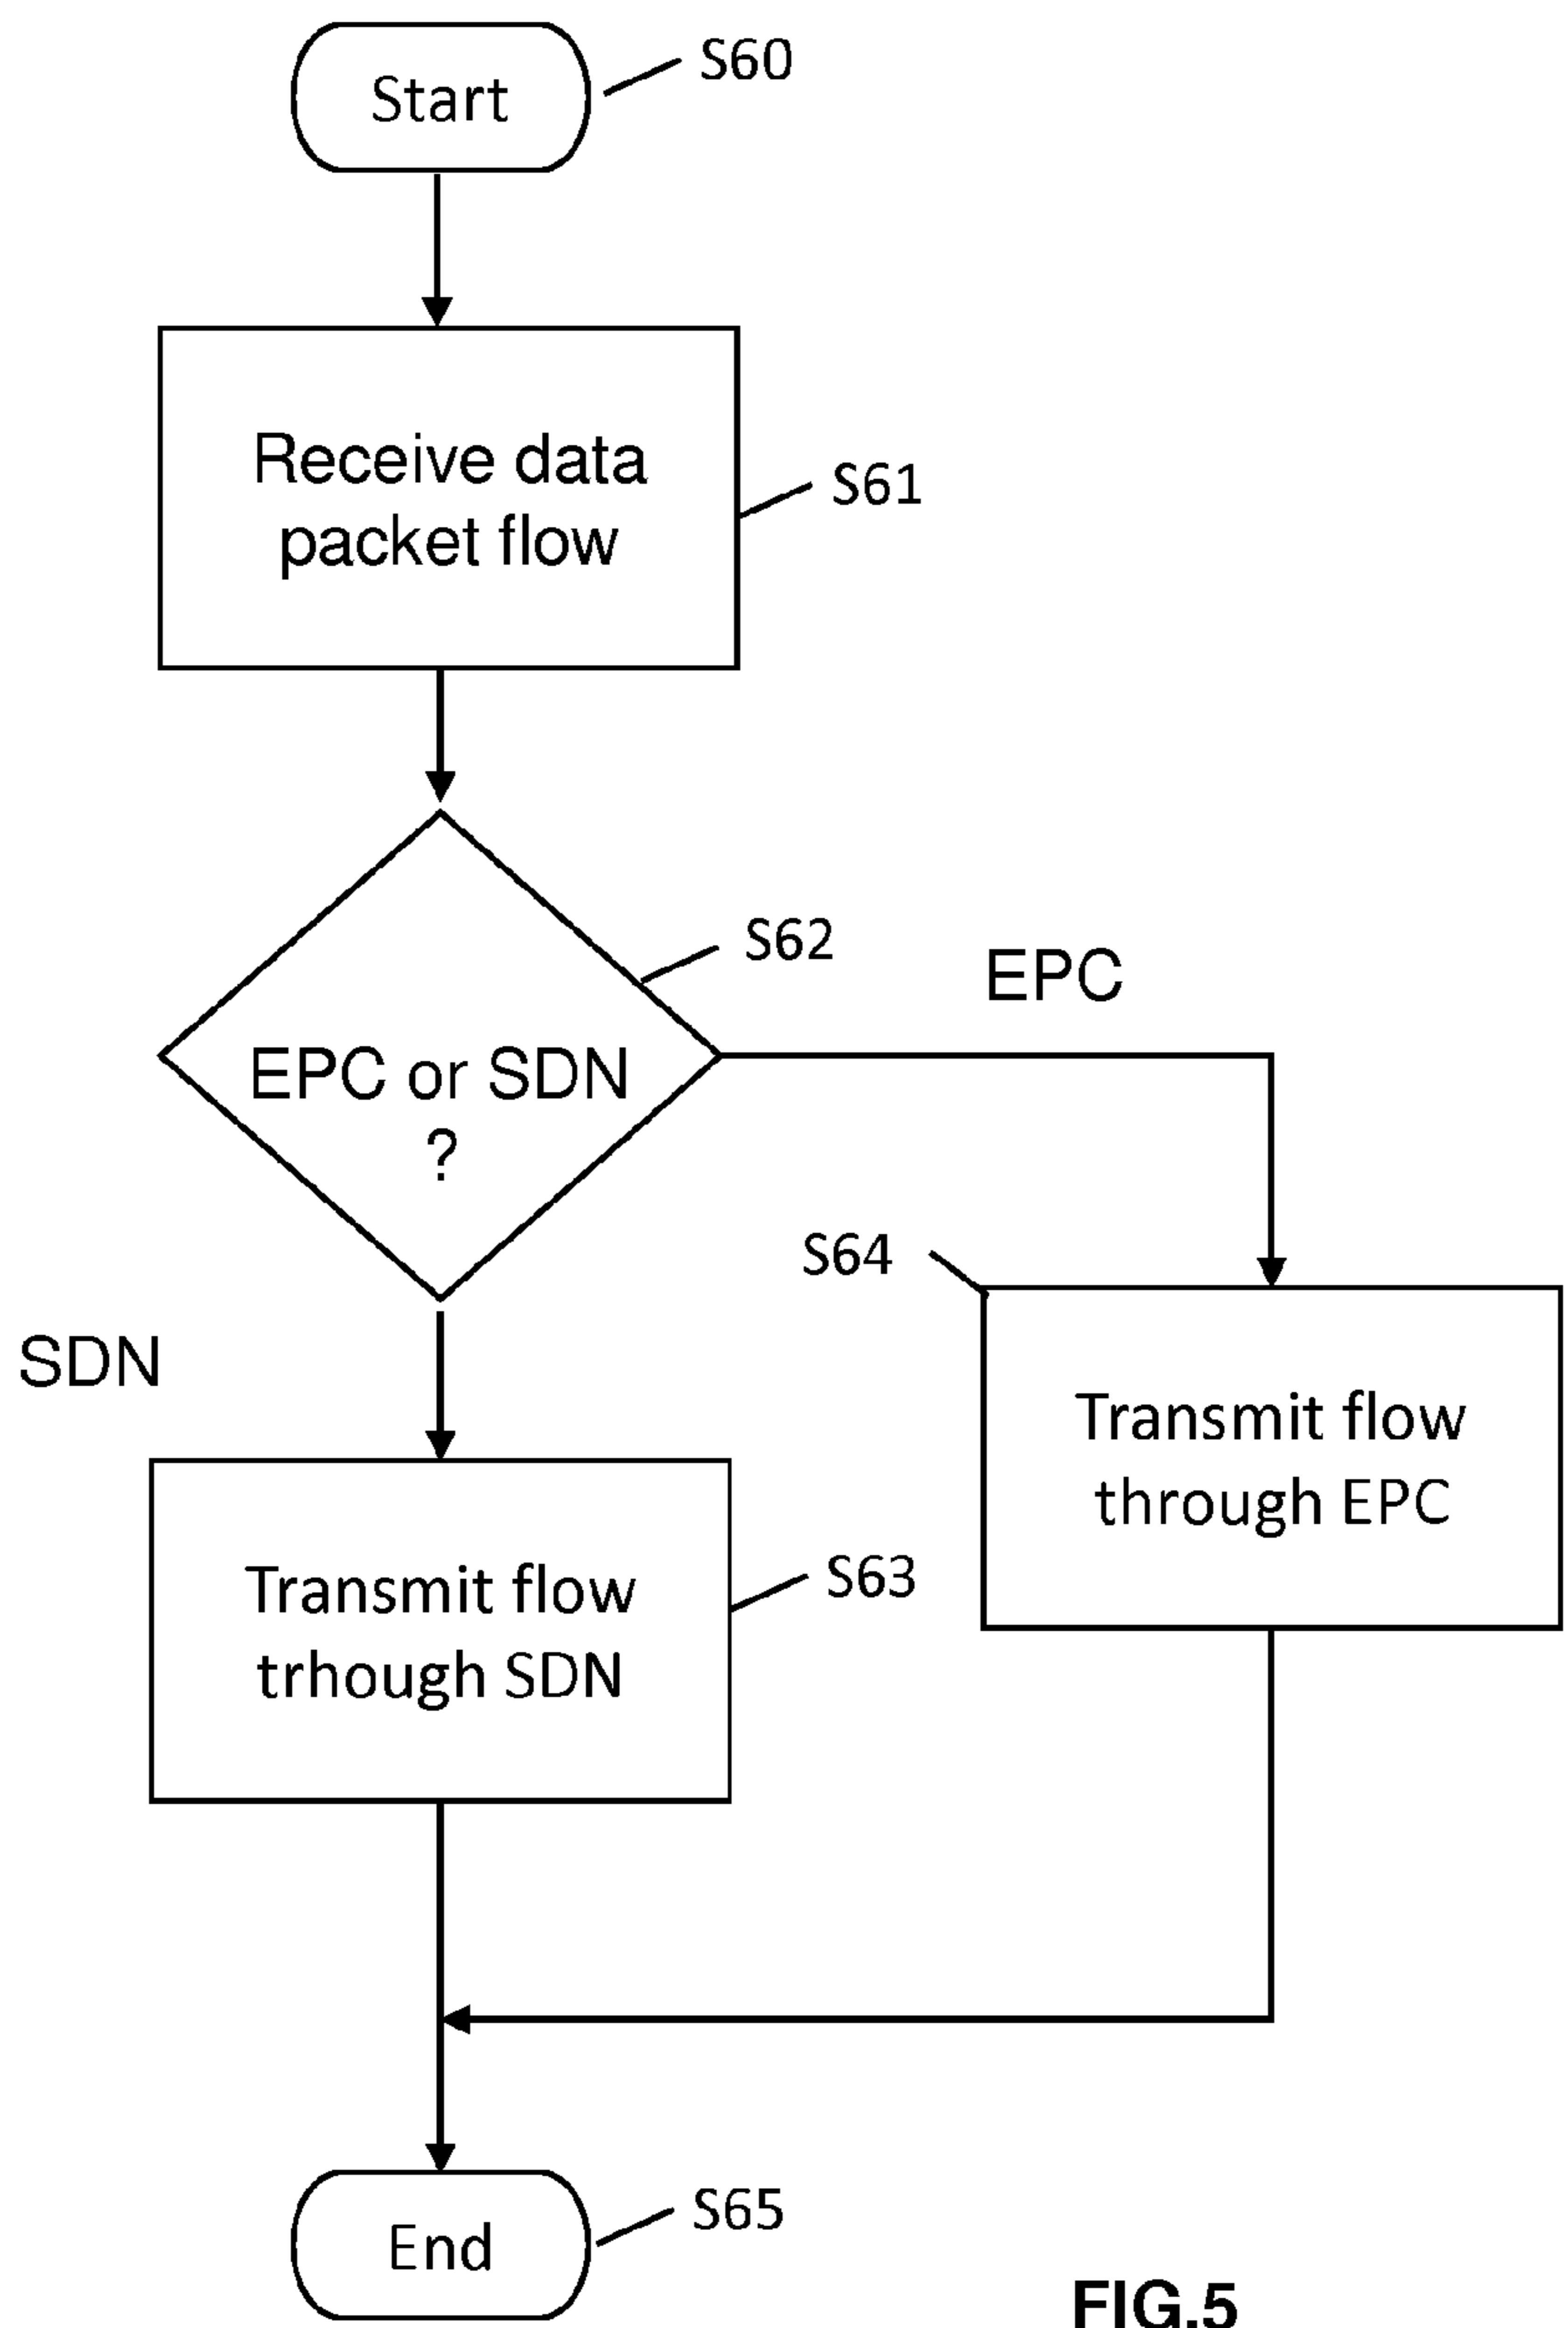 Start
S60
Receive data
packet flow
S61
S62
EPC
EPC or SDN
?
S64
SDN
Transmit flow
through EPC
Transmit flow
trhough SDN
S63
End
S65
FIG.5